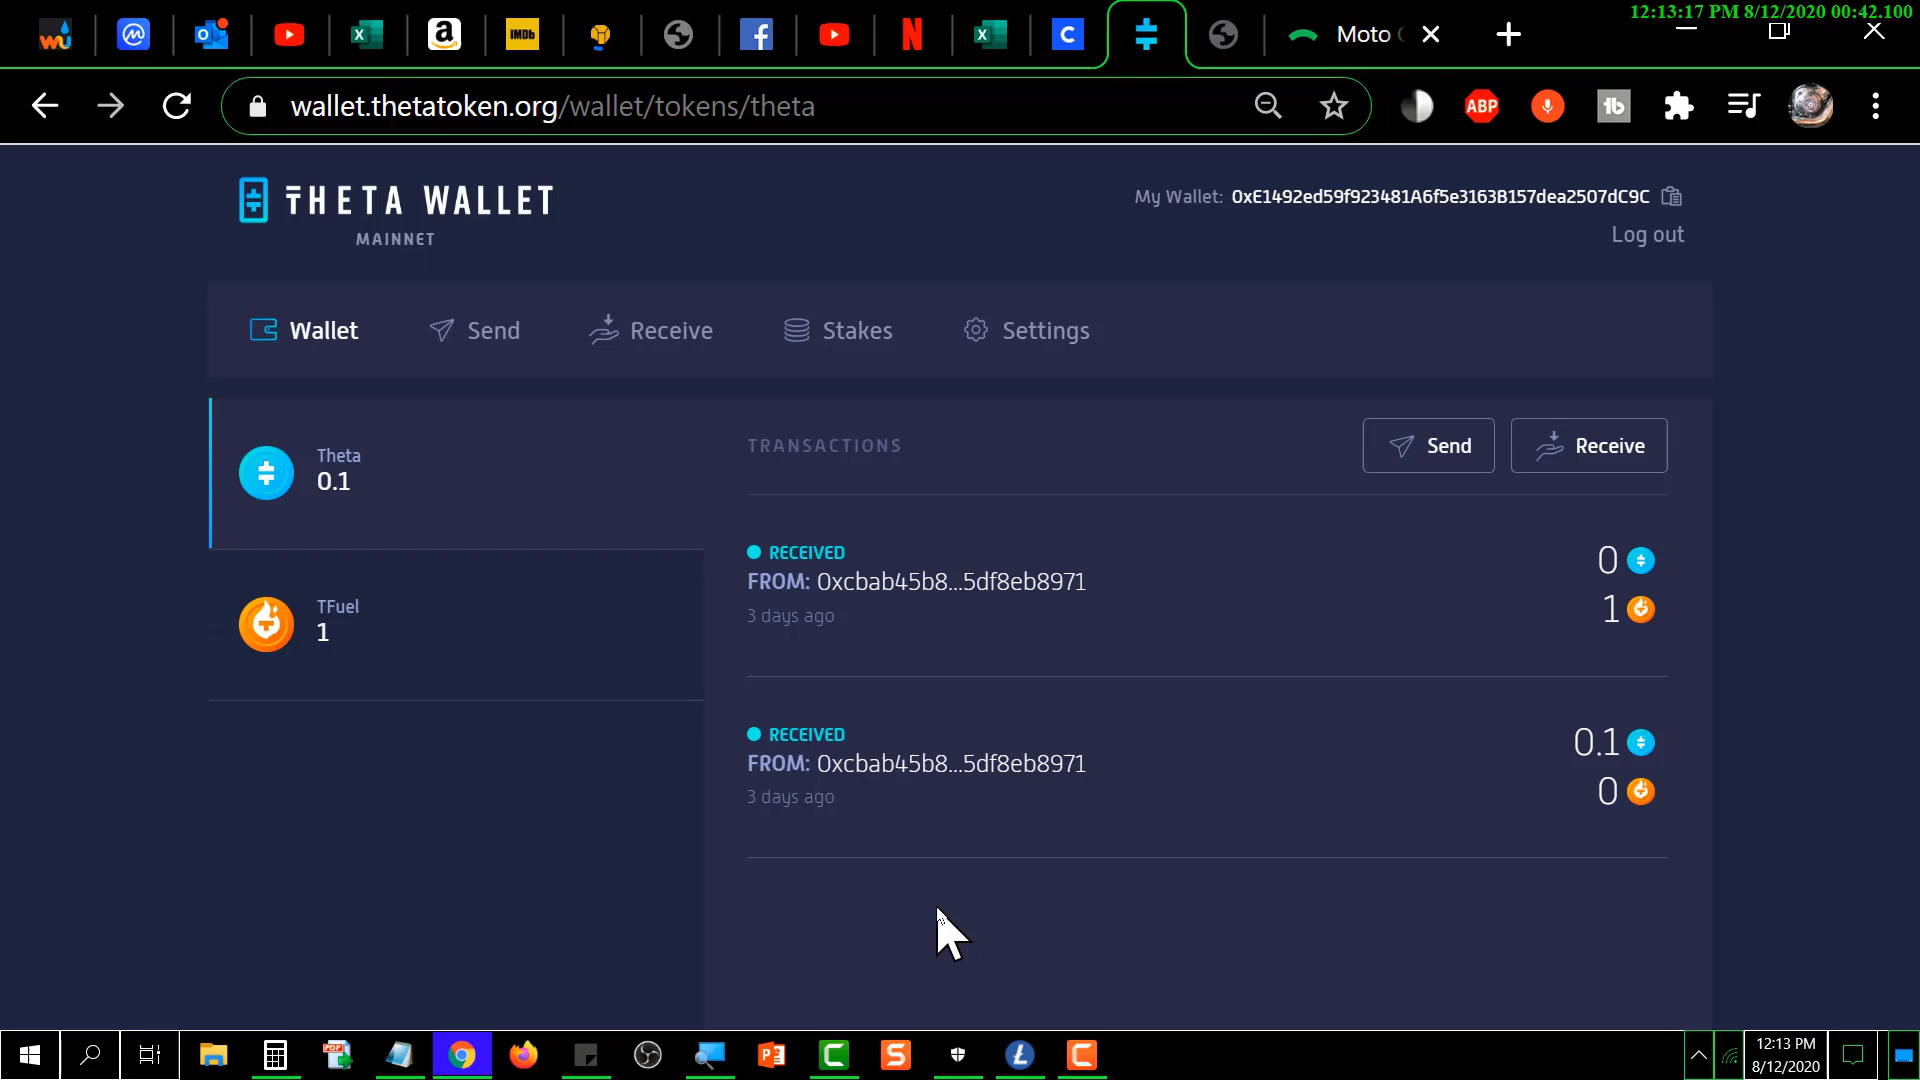 12:13:17 PM 8/12/2020 00:42.100
IMDb
Moto
wallet.thetatoken.org/wallet/tokens/theta
ABP
THETA WALLET
MAINNET
My Wallet: 0xE1492ed59f923481A6f5e3163B157dea2507dC9C
Log out
Wallet
Send
Receive
Stakes
Settings
Theta
0.1
TFuel
1
TRANSACTIONS
Send
Receive
RECEIVED
FROM: 0xcbab45b8...5df8eb8971
3 days ago
0
1
RECEIVED
FROM: 0xcbab45b8...5df8eb8971
3 days ago
0.1
0
12:13 PM
8/12/2020